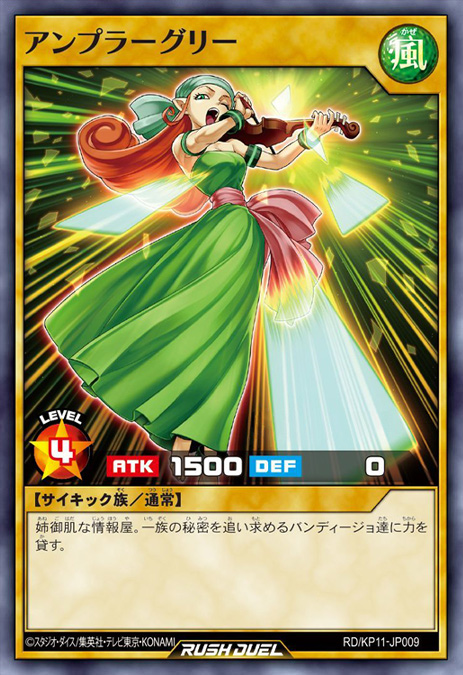 アンプラーグリー
かぜ
風
LEVEL
4
ATK 1500 DEF 0
【サイキック族／通常】
姉御肌な情報屋。一族の秘密を追い求めるバンディージョ達に力を
貸す。
©スタジオ・ダイス/集英社・テレビ東京・KONAMI
RUSH DUEL
RD/KP11-JP009